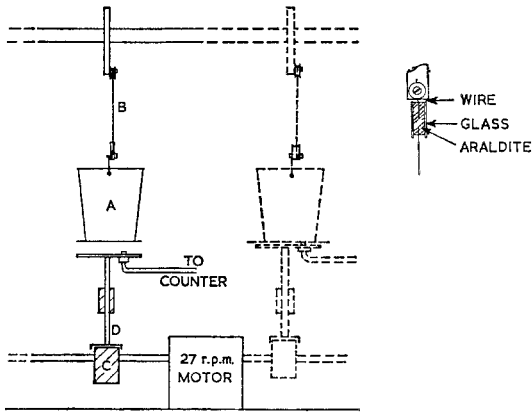 B
A
TO
COUNTER
D
C
27 r.p.m.
MOTOR
WIRE
GLASS
ARALDITE